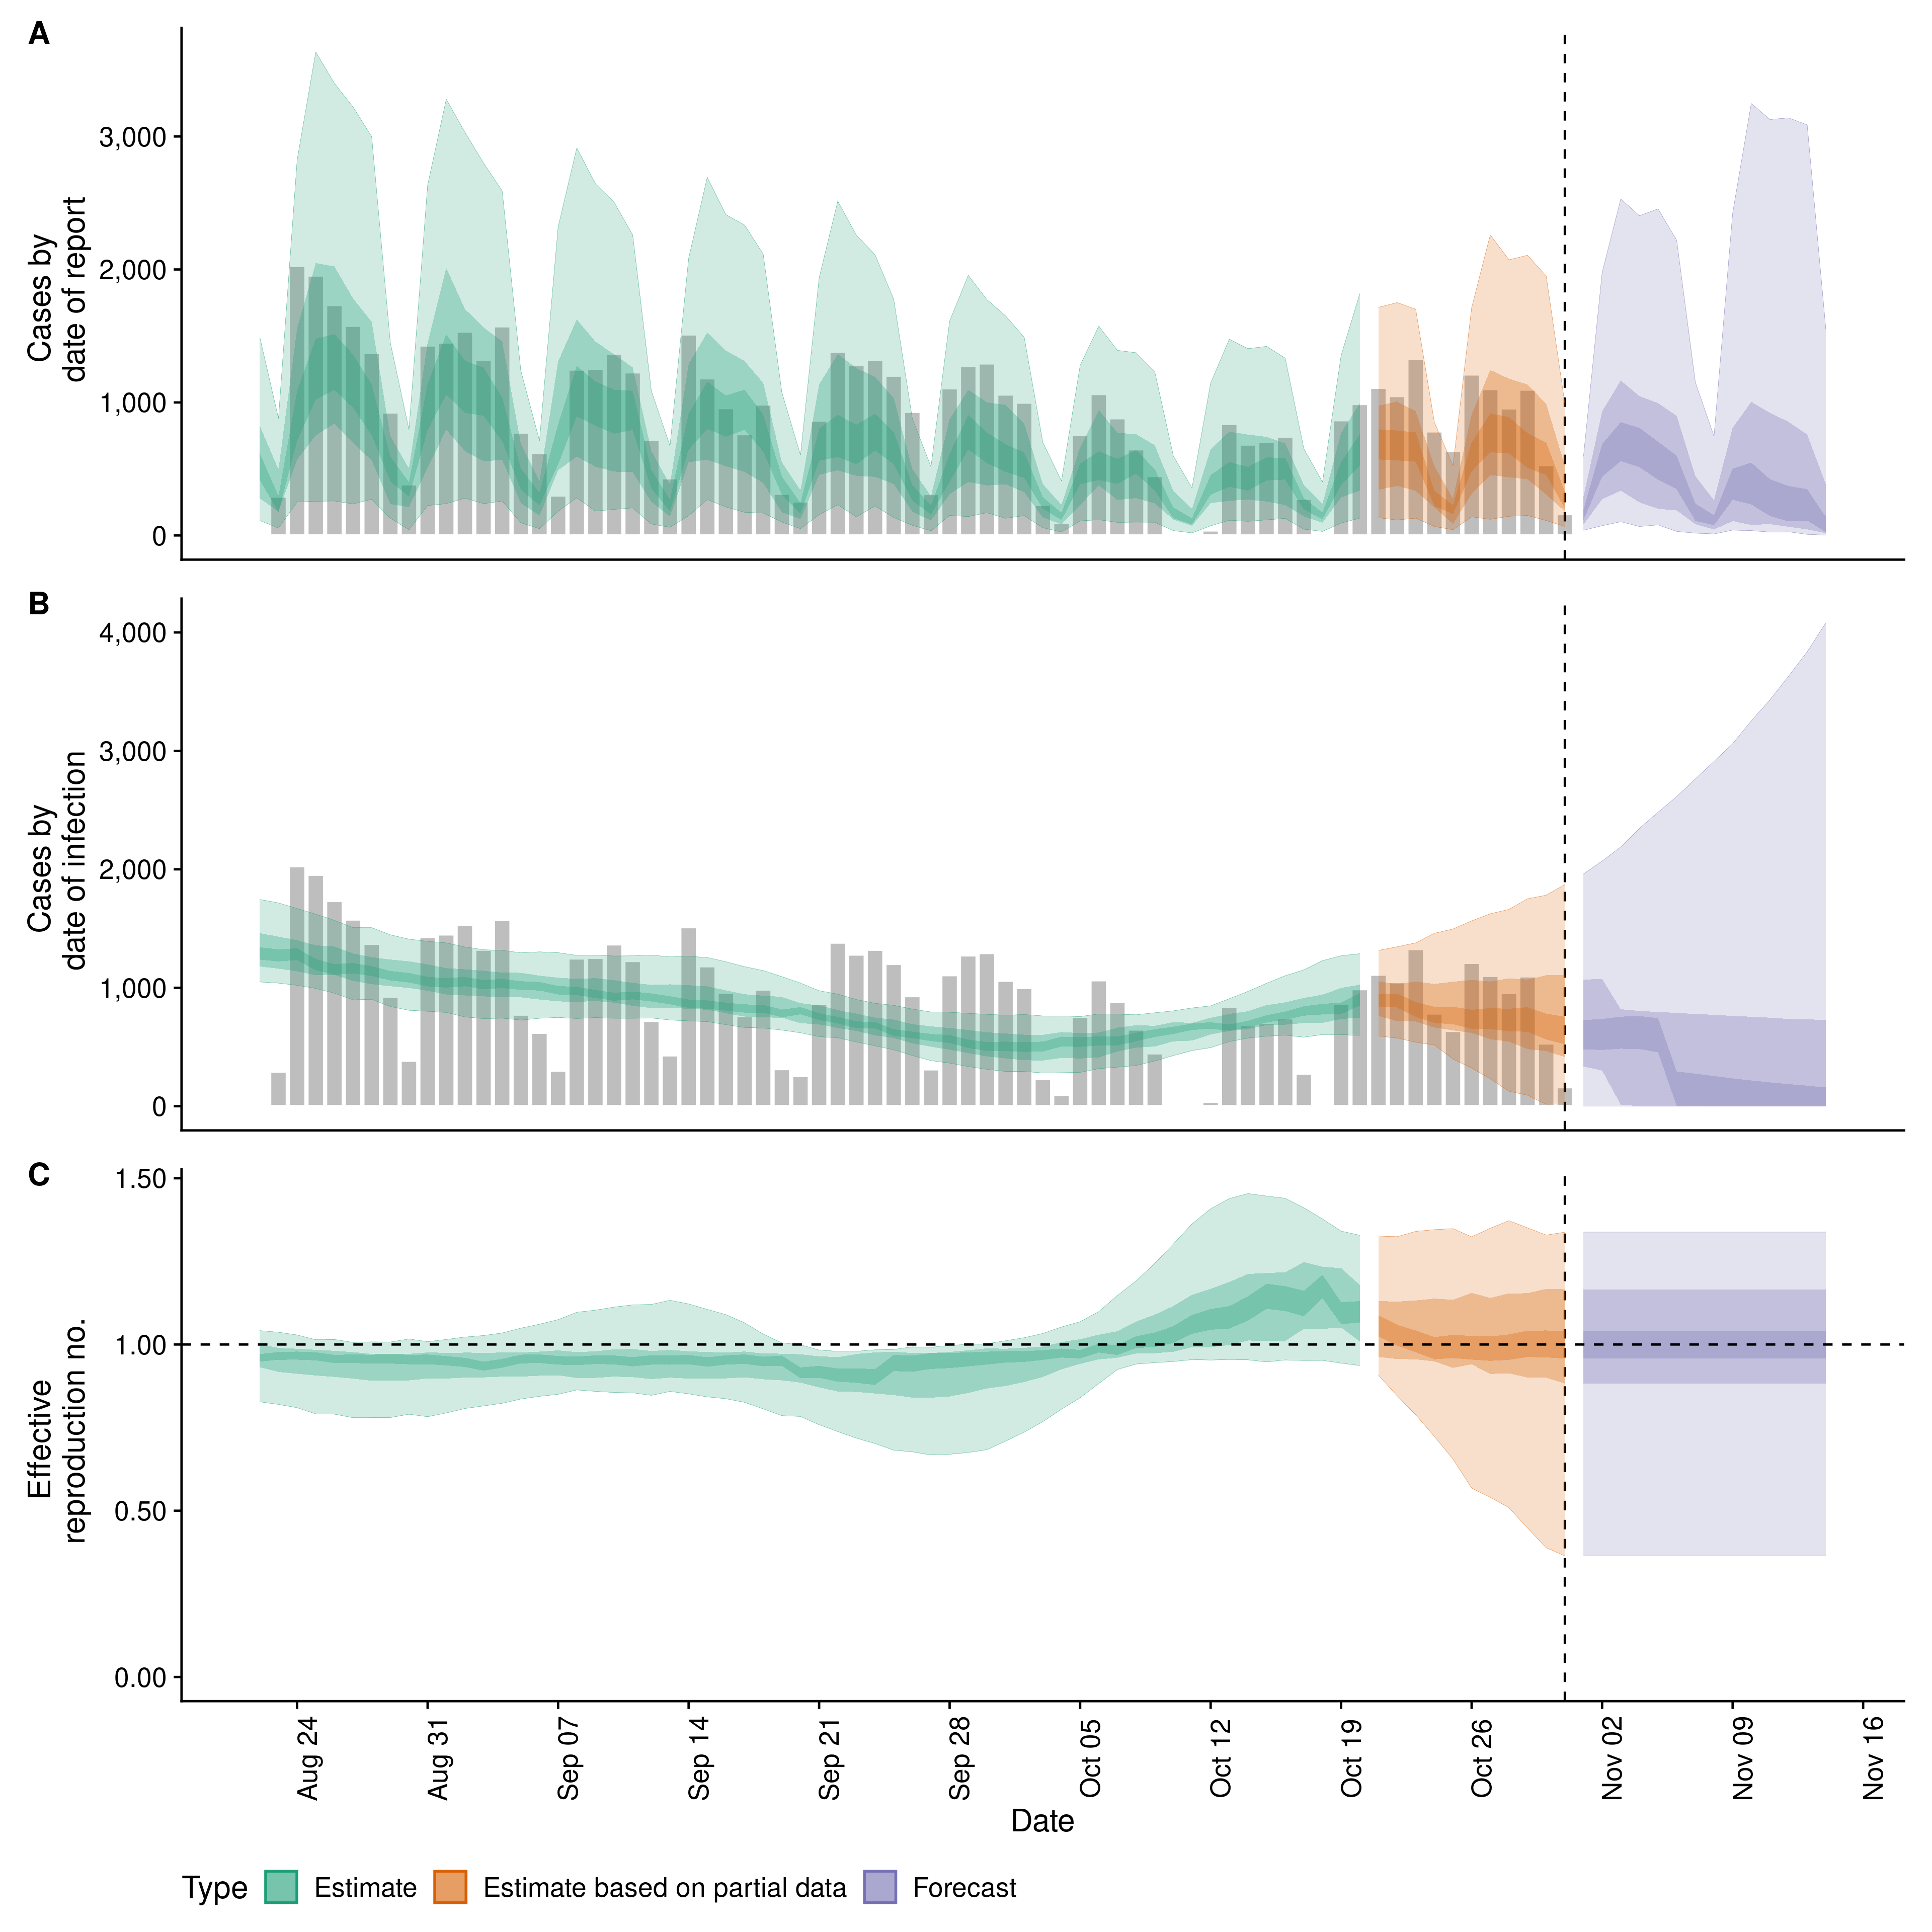 A
Cases by
date of report
3,000
2,000
1,000
0
B
Cases by
date of infection
4,000
3,000
2,000
1,000
0
C
Effective
reproduction no.
1.50
1.00
0.50
0.00
Aug 24
Aug 31
Sep 07
Sep 14
Sep 21
Sep 28
Oct 05
Oct 12
Oct 19
Oct 26
Nov 02
Nov 09
Nov 16
Date
Type Estimate Estimate based on partial data Forecast